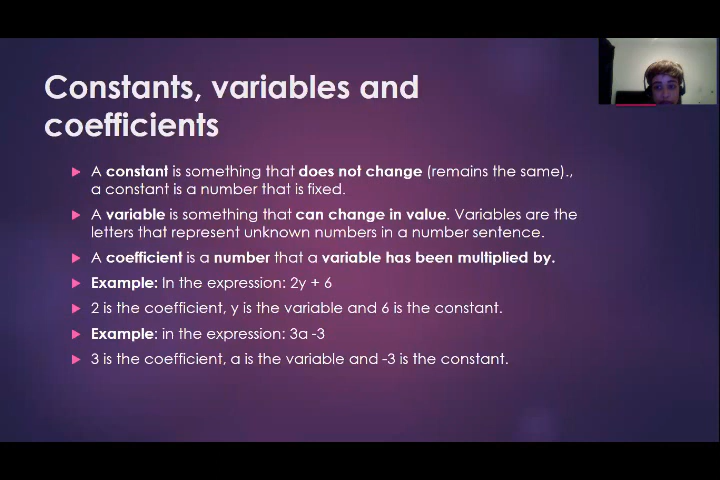 Constants, variables and
coefficients
A constant is something that does not change (remains the same).,
a constant is a number that is fixed.
A variable is something that can change in value. Variables are the
letters that represent unknown numbers in a number sentence.
A coefficient is a number that a variable has been multiplied by.
Example: In the expression: 2y + 6
2 is the coefficient, y is the variable and 6 is the constant.
Example: in the expression: 3a -3
3 is the coefficient, a is the variable and -3 is the constant.